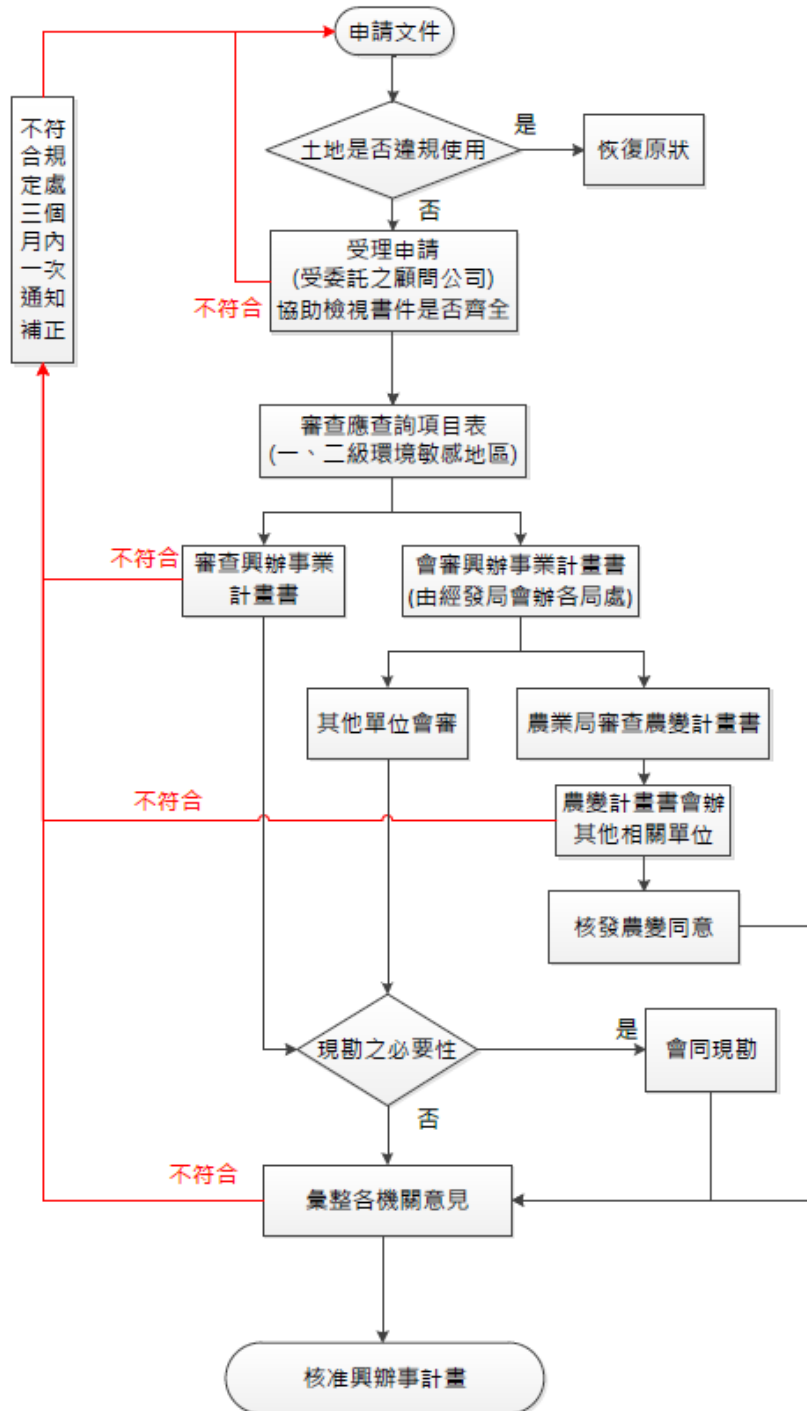 申請文件
土地是否違規使用
是
恢復原狀
否
受理申請
(受委託之顧問公司)
協助檢視書件是否齊全
不符合
不符
合規
定處
三個
月內
一次
通知
補正
審查應查詢項目表
(一、二級環境敏感地區)
不符合
審查興辦事業
計畫書
會審興辦事業計畫書
(由經發局會辦各局處)
其他單位會審
農業局審查農變計畫書
不符合
農變計畫書會辦
其他相關單位
核發農變同意
現勘之必要性
是
會同現勘
否
不符合
彙整各機關意見
核准興辦事計畫